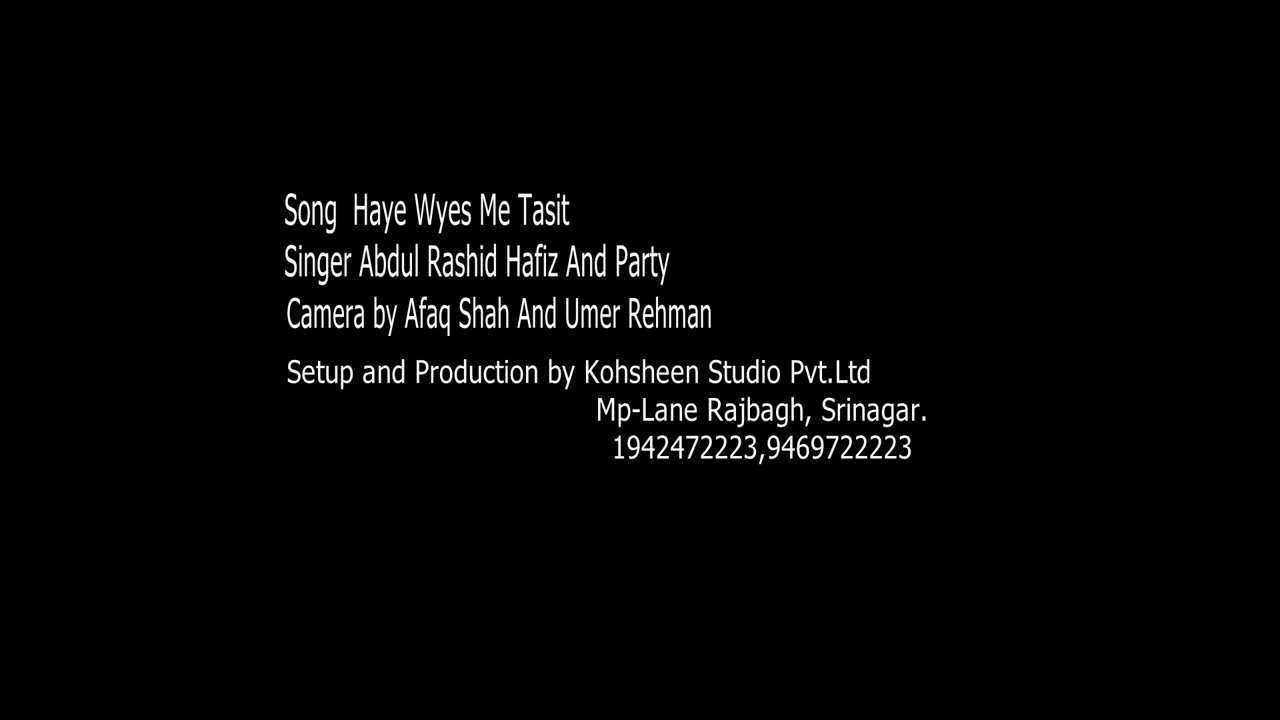 Song  Haye Wyes Me Tasit
Singer Abdul Rashid Hafiz And Party
Camera by Afaq Shah And Umer Rehman
Setup and Production by Kohsheen Studio Pvt.Ltd
Mp-Lane Rajbagh, Srinagar.
1942472223,9469722223